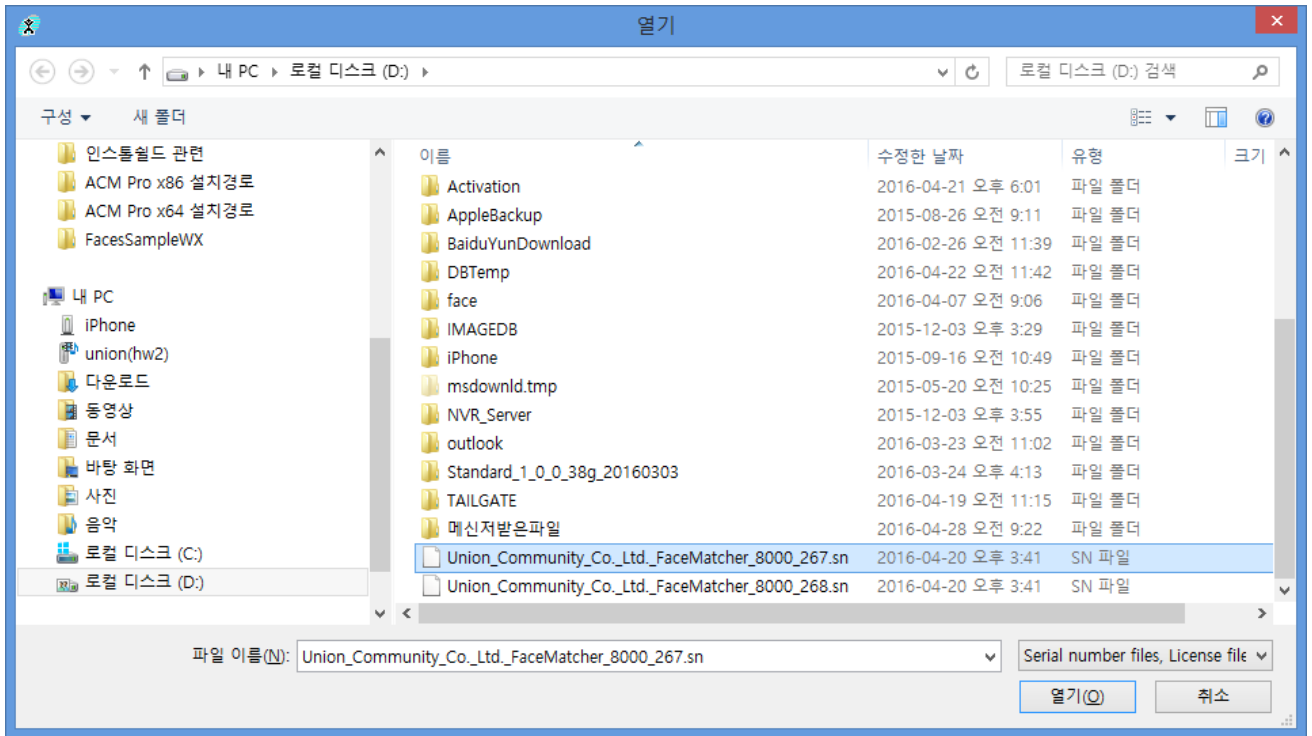 열기
내 PC 로컬 디스크 (D:)
로컬 디스크 (D:) 검색
구성 새 폴더
인스톨쉴드 관련
ACM Pro x86 설치경로
ACM Pro x64 설치경로
FacesSampleWX
내 PC
iPhone
union(hw2)
다운로드
동영상
문서
바탕 화면
사진
음악
로컬 디스크 (C:)
로컬 디스크 (D:)
이름 수정한 날짜 유형 크기
Activation 2016-04-21 오후 6:01 파일 폴더
AppleBackup 2015-08-26 오전 9:11 파일 폴더
BaiduYunDownload 2016-02-26 오전 11:39 파일 폴더
DBTemp 2016-04-22 오전 11:42 파일 폴더
face 2016-04-07 오전 9:06 파일 폴더
IMAGEDB 2015-12-03 오후 3:29 파일 폴더
iPhone 2015-09-16 오전 10:49 파일 폴더
msdownld.tmp 2015-05-20 오전 10:25 파일 폴더
NVR_Server 2015-12-03 오후 3:55 파일 폴더
outlook 2016-03-23 오전 11:02 파일 폴더
Standard_1_0_0_38g_20160303 2016-03-24 오후 4:13 파일 폴더
TAILGATE 2016-04-19 오전 11:15 파일 폴더
메신저받은파일 2016-04-28 오전 9:22 파일 폴더
Union_Community_Co._Ltd._FaceMatcher_8000_267.sn 2016-04-20 오후 3:41 SN 파일
Union_Community_Co._Ltd._FaceMatcher_8000_268.sn 2016-04-20 오후 3:41 SN 파일
파일 이름(N): Union_Community_Co._Ltd._FaceMatcher_8000_267.sn
Serial number files, License file
열기(O) 취소